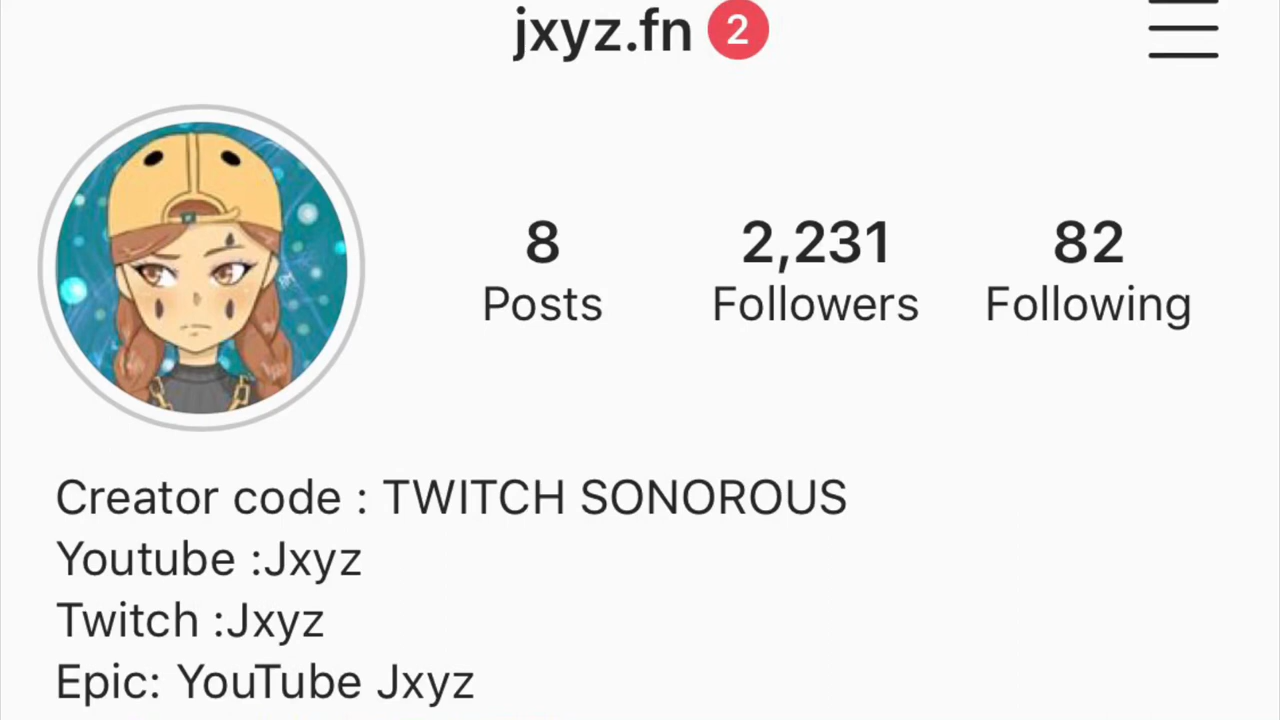 jxyz.fn 2
8 2,231 82
Posts Followers Following
Creator code : TWITCH SONOROUS
Youtube :Jxyz
Twitch :Jxyz
Epic: YouTube Jxyz